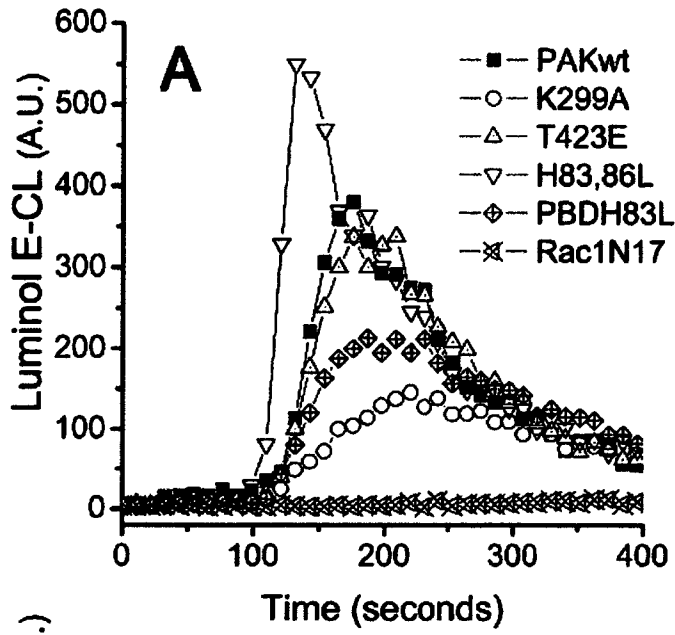 A
600
500
400
300
200
100
0
Luminol E-CL (A.U.)
PAKwt
K299A
T423E
H83,86L
PBDH83L
Rac1N17
0 100 200 300 400
Time (seconds)
.)